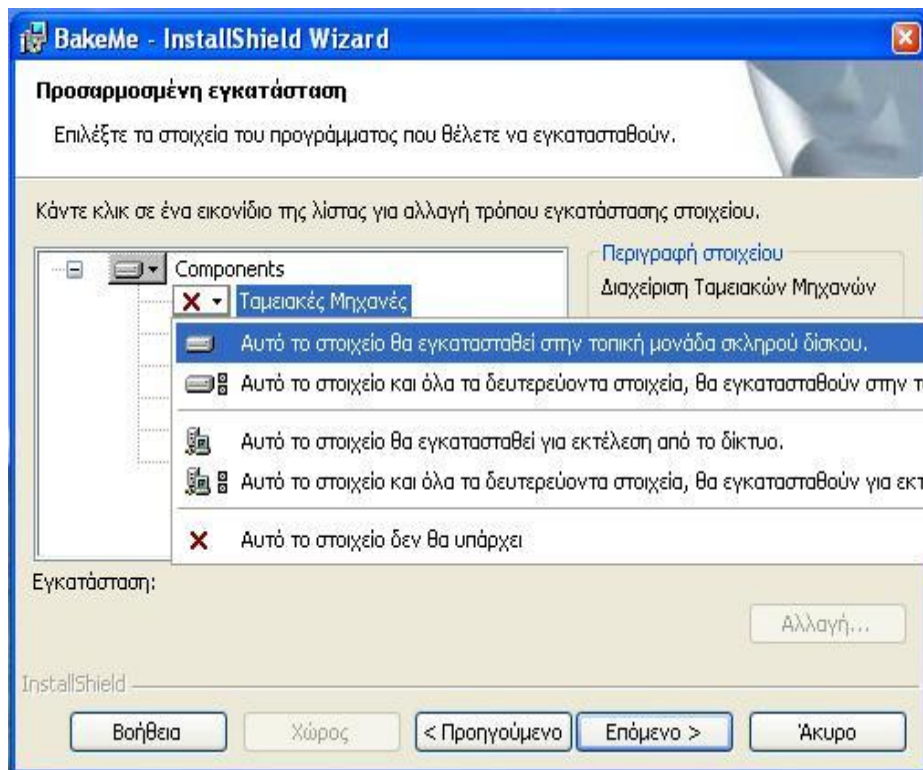 BakeMe - InstallShield Wizard
Προσαρμοσμένη εγκατάσταση
Επιλέξτε τα στοιχεία του προγράμματος που θέλετε να εγκατασταθούν.
Κάντε κλικ σε ένα εικονίδιο της λίστας για αλλαγή τρόπου εγκατάστασης στοιχείου.
Components
Ταμειακές Μηχανές
Περιγραφή στοιχείου
Διαχείριση Ταμειακών Μηχανών
Αυτό το στοιχείο θα εγκατασταθεί στην τοπική μονάδα σκληρού δίσκου.
Αυτό το στοιχείο και όλα τα δευτερεύοντα στοιχεία, θα εγκατασταθούν στην
Αυτό το στοιχείο θα εγκατασταθεί για εκτέλεση από το δίκτυο.
Αυτό το στοιχείο και όλα τα δευτερεύοντα στοιχεία, θα εγκατασταθούν για
Αυτό το στοιχείο δεν θα υπάρχει
Εγκατάσταση:
Αλλαγή...
InstallShield
Βοήθεια
Χώρος
< Προηγούμενο
Επόμενο >
Άκυρο